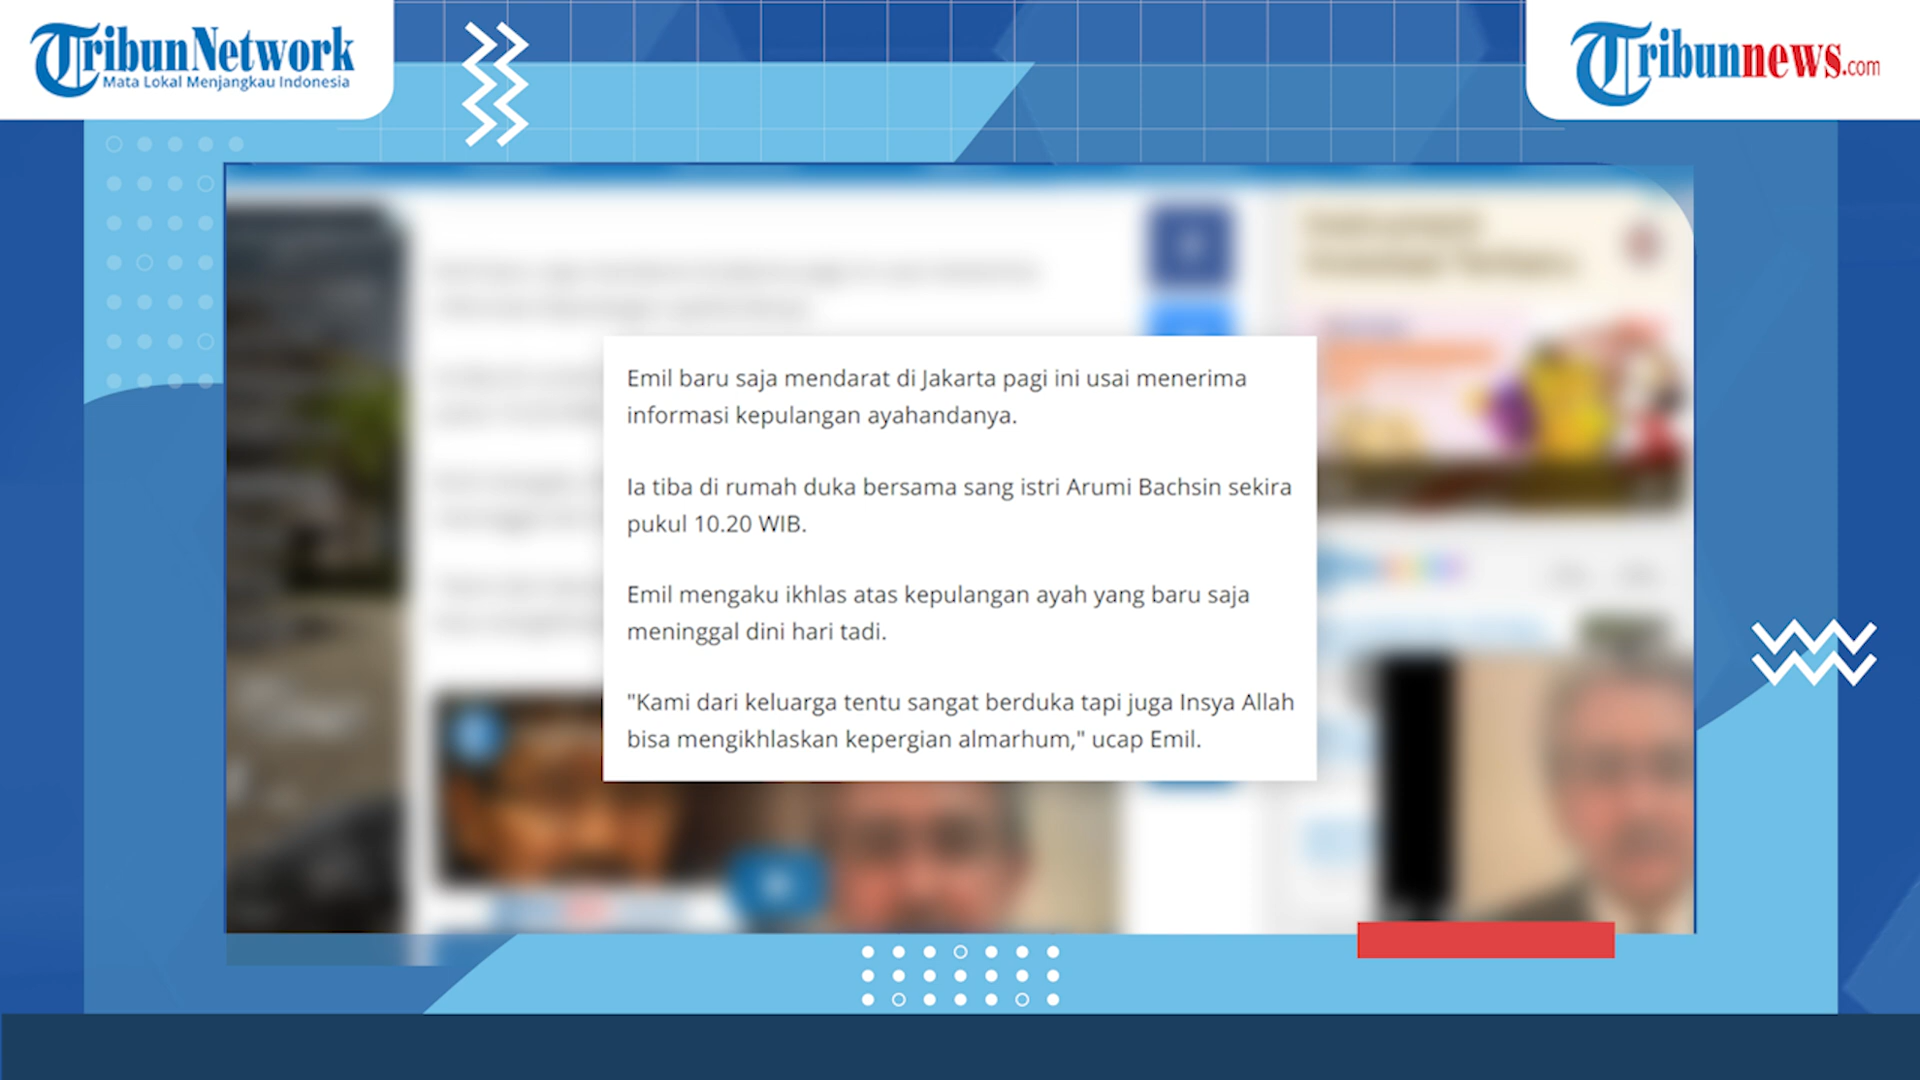 Tribun Network
Mata Lokal Menjangkau Indonesia
Tribunnews.com
Emil baru saja mendarat di Jakarta pagi ini usai menerima
informasi kepulangan ayahandanya.
Ia tiba di rumah duka bersama sang istri Arumi Bachsin sekira
pukul 10.20 WIB.
Emil mengaku ikhlas atas kepulangan ayah yang baru saja
meninggal dini hari tadi.
"Kami dari keluarga tentu sangat berduka tapi juga Insya Allah
bisa mengikhlaskan kepergian almarhum," ucap Emil.